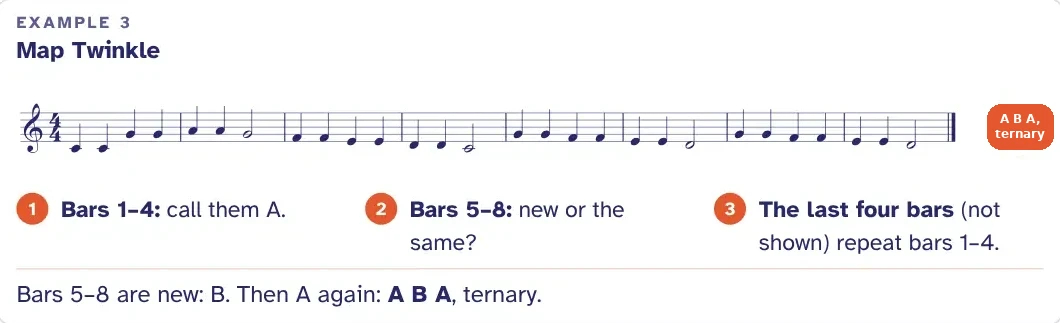 EXAMPLE 3
Map Twinkle
4
4
A B A,
ternary
1 Bars 1–4: call them A.
2 Bars 5–8: new or the
same?
3 The last four bars (not
shown) repeat bars 1–4.
Bars 5–8 are new: B. Then A again: A B A, ternary.